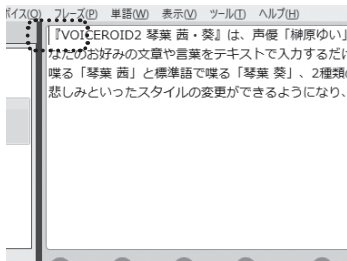 ボイス(O) フレーズ(P) 単語(W) 表示(V) ツール(T) ヘルプ(H)
『VOICEROID2 琴葉 茜・葵』は、声優「榊原ゆい」
なたのお好みの文章や言葉をテキストで入力するだけ
喋る「琴葉 茜」と標準語で喋る「琴葉 葵」、2種類の
悲しみといったスタイルの変更ができるようになり、